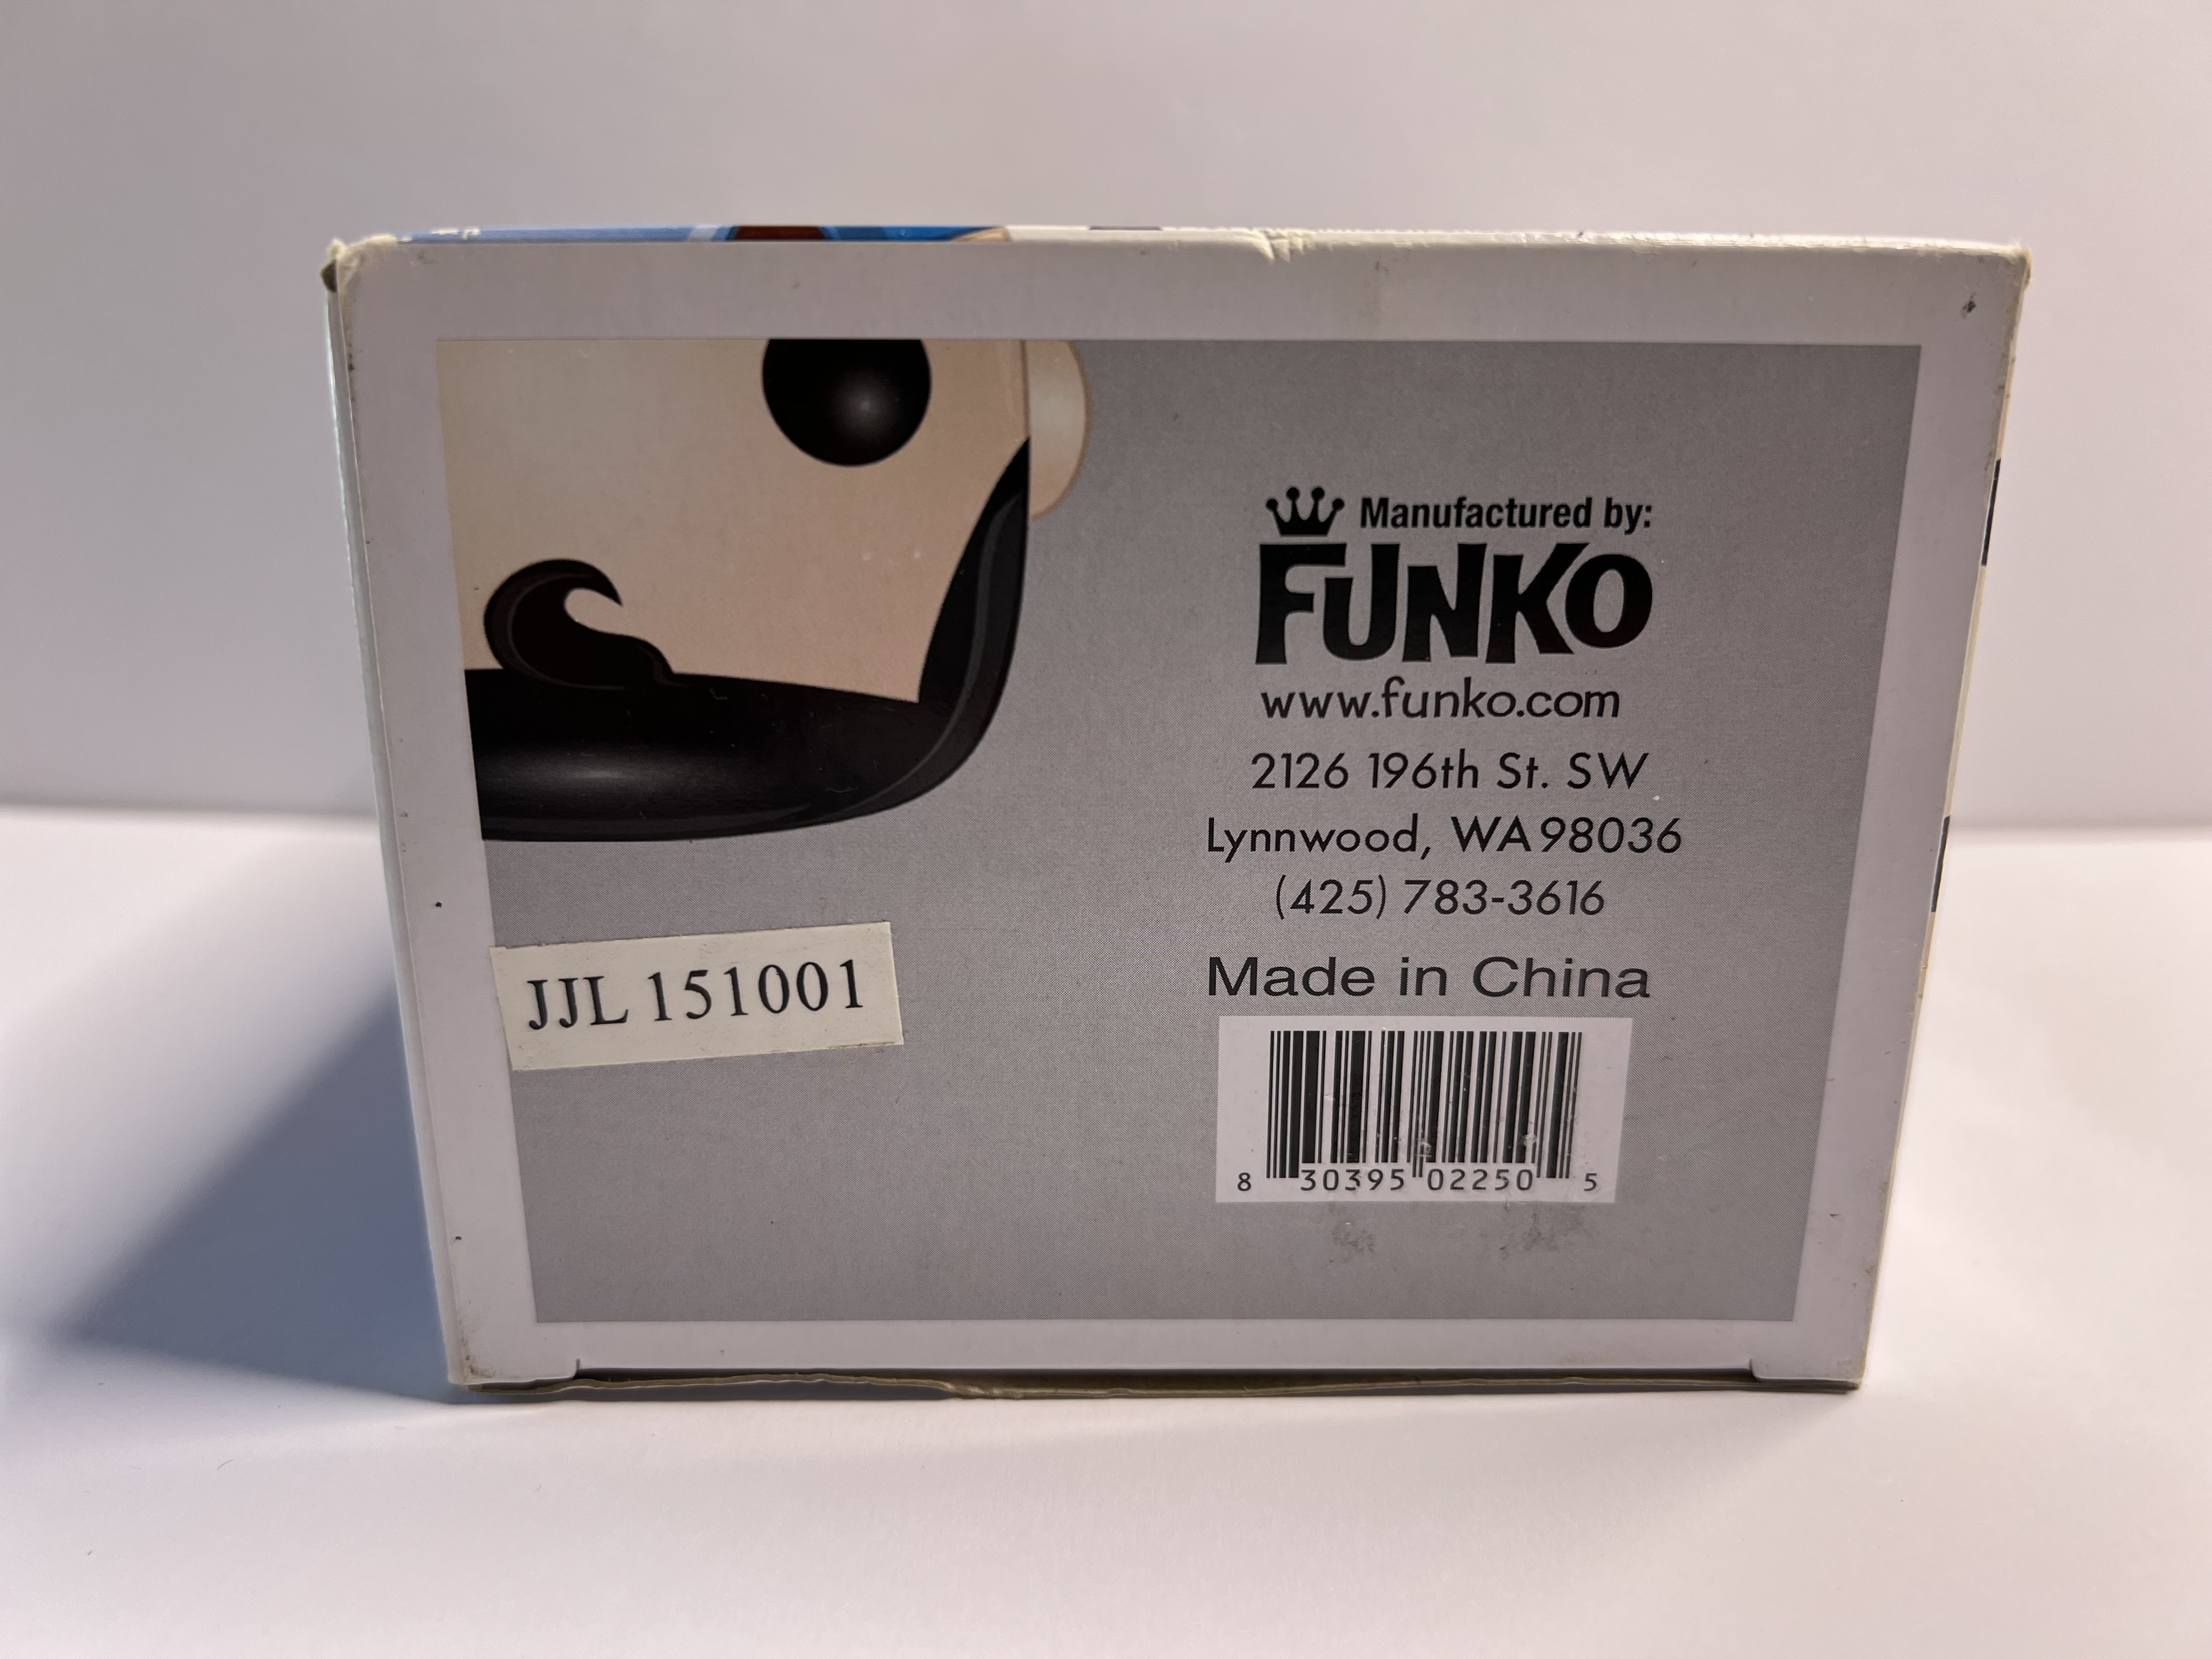 Manufactured by:
FUNKO
www.funko.com
2126 196th St. SW
Lynnwood, WA 98036
(425) 783-3616
Made in China
JJL 151001
8 30395 02250 5